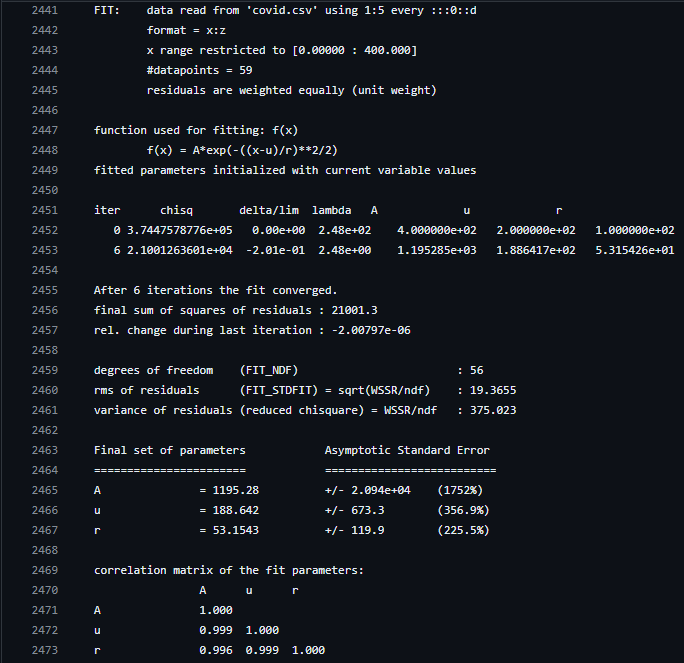 2441 FIT:    data read from 'covid.csv' using 1:5 every :::0::d
2442         format = x:z
2443         x range restricted to [0.00000 : 400.000]
2444         #datapoints = 59
2445         residuals are weighted equally (unit weight)
2446
2447 function used for fitting: f(x)
2448         f(x) = A*exp(-((x-u)/r)**2/2)
2449 fitted parameters initialized with current variable values
2450
2451 iter      chisq       delta/lim  lambda   A             u             r
2452    0 3.7447578776e+05   0.00e+00  2.48e+02    4.000000e+02   2.000000e+02   1.000000e+02
2453    6 2.1001263601e+04  -2.01e-01  2.48e+00    1.195285e+03   1.886417e+02   5.315426e+01
2454
2455 After 6 iterations the fit converged.
2456 final sum of squares of residuals : 21001.3
2457 rel. change during last iteration : -2.00797e-06
2458
2459 degrees of freedom    (FIT_NDF)                        : 56
2460 rms of residuals      (FIT_STDFIT) = sqrt(WSSR/ndf)    : 19.3655
2461 variance of residuals (reduced chisquare) = WSSR/ndf   : 375.023
2462
2463 Final set of parameters            Asymptotic Standard Error
2464 =======================            ==========================
2465 A               = 1195.28          +/- 2.094e+04    (1752%)
2466 u               = 188.642          +/- 673.3        (356.9%)
2467 r               = 53.1543          +/- 119.9        (225.5%)
2468
2469 correlation matrix of the fit parameters:
2470                 A      u      r
2471 A               1.000
2472 u               0.999  1.000
2473 r               0.996  0.999  1.000